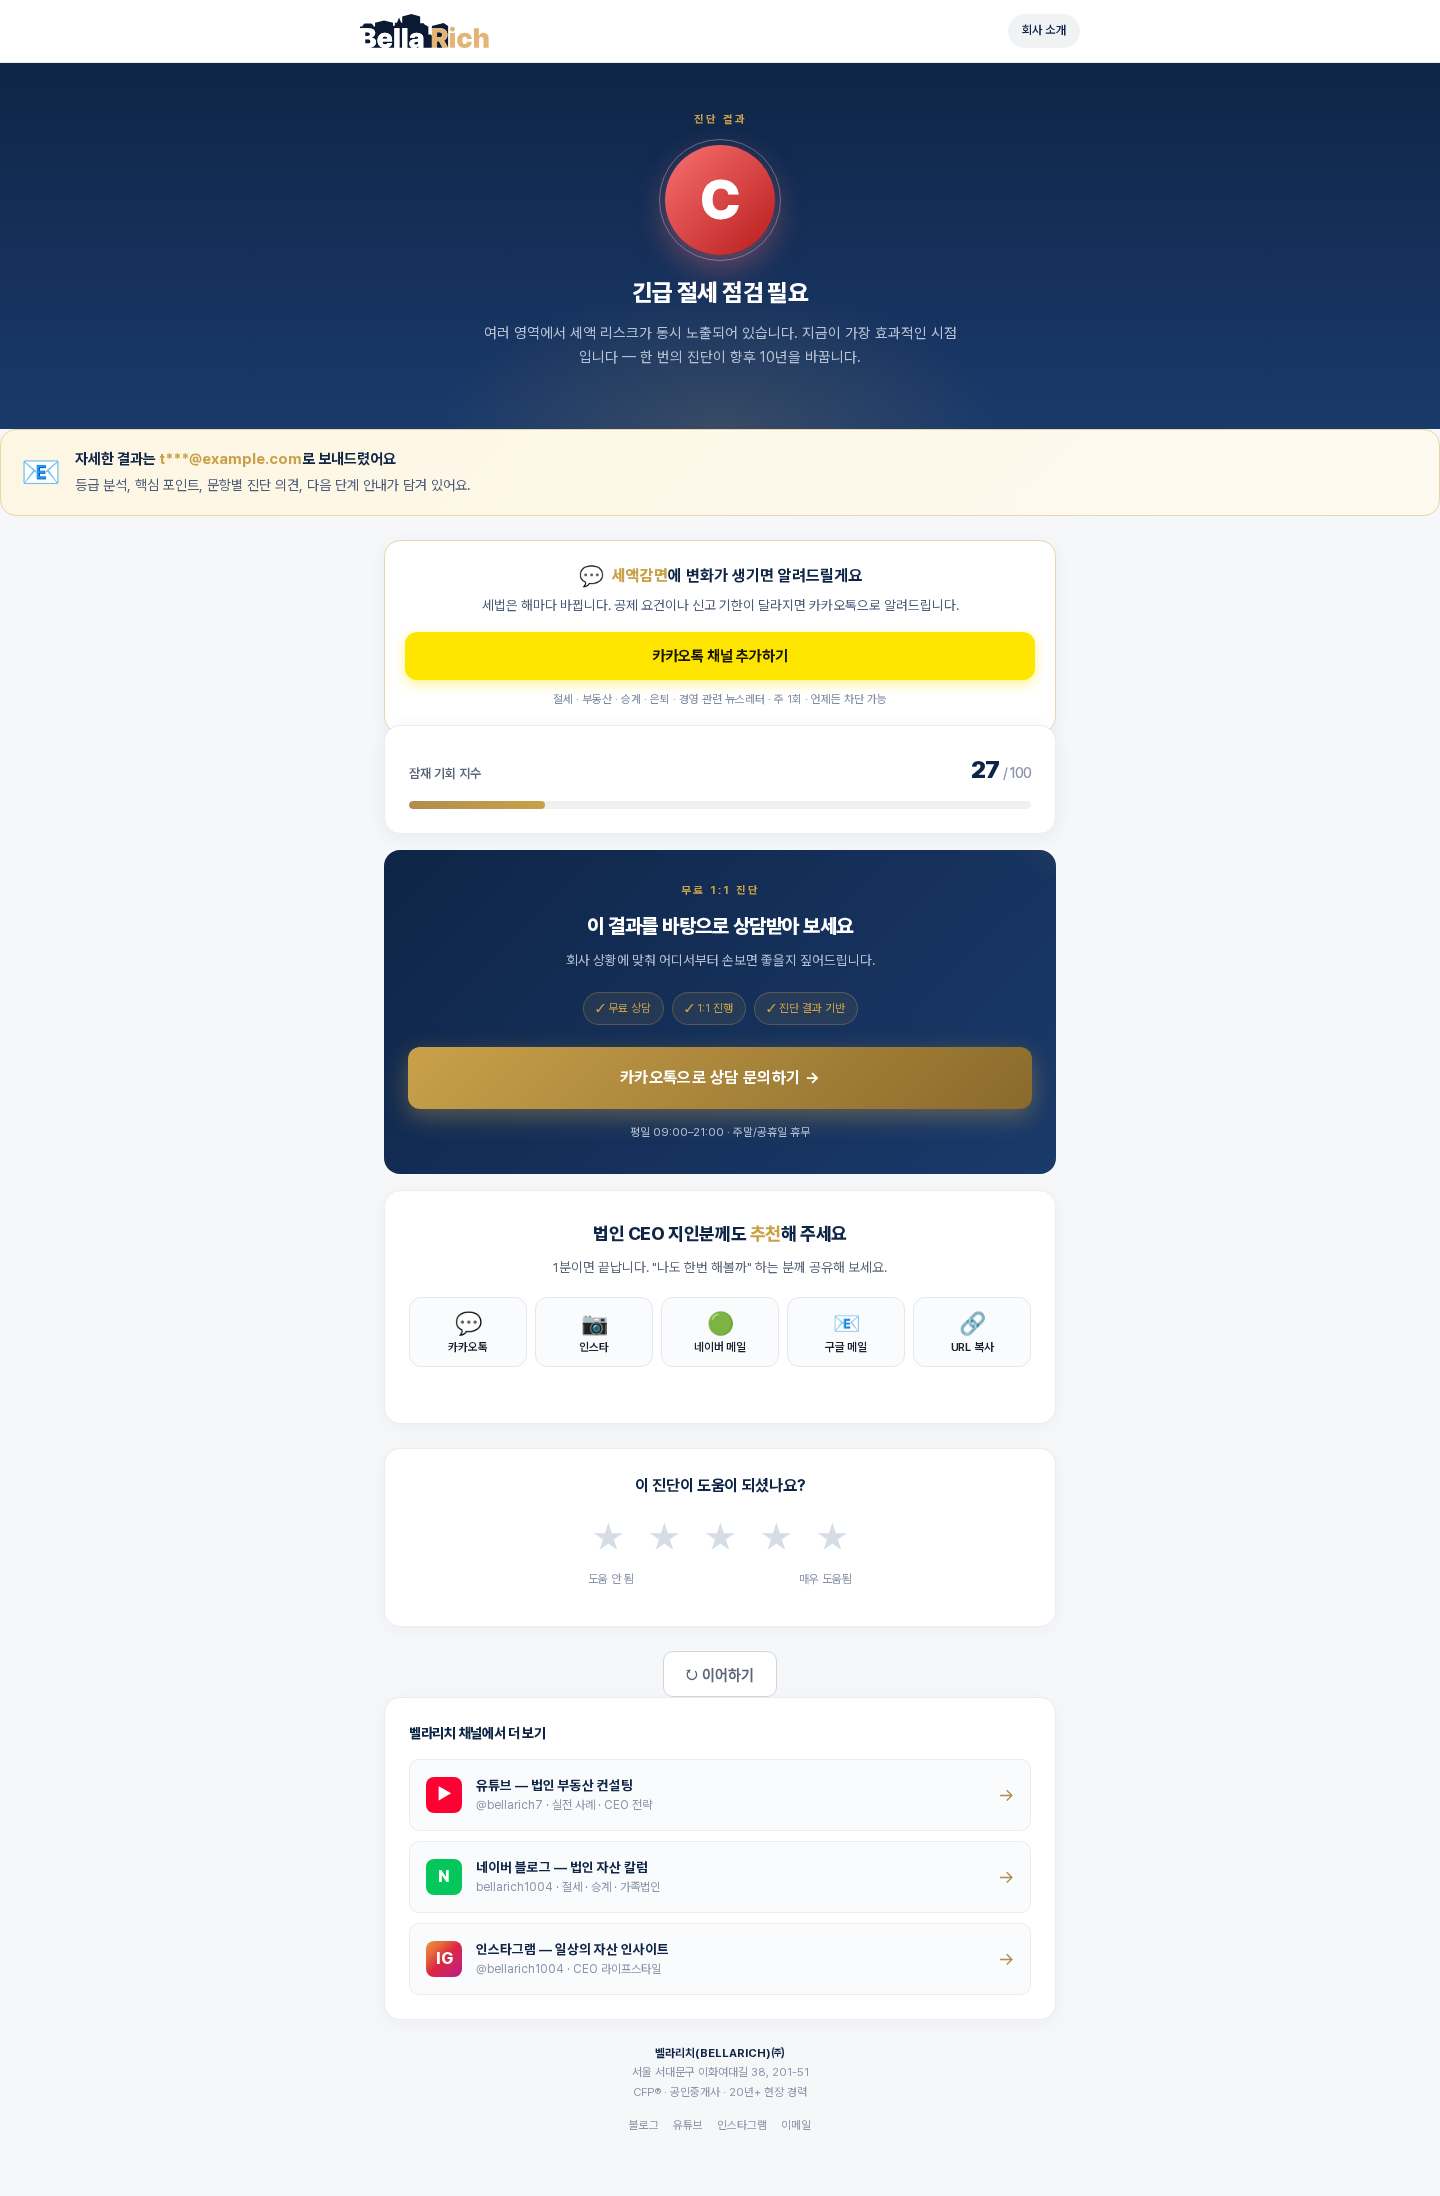 Bella Rich
회사 소개
진단 결과
C
긴급 절세 점검 필요
여러 영역에서 세액 리스크가 동시 노출되어 있습니다. 지금이 가장 효과적인 시점
입니다 — 한 번의 진단이 향후 10년을 바꿉니다.
자세한 결과는 t***@example.com로 보내드렸어요
등급 분석, 핵심 포인트, 문항별 진단 의견, 다음 단계 안내가 담겨 있어요.
세액감면에 변화가 생기면 알려드릴게요
세법은 해마다 바뀝니다. 공제 요건이나 신고 기한이 달라지면 카카오톡으로 알려드립니다.
카카오톡 채널 추가하기
절세 · 부동산 · 승계 · 은퇴 · 경영 관련 뉴스레터 · 주 1회 · 언제든 차단 가능
잠재 기회 지수
27 / 100
무료 1:1 진단
이 결과를 바탕으로 상담받아 보세요
회사 상황에 맞춰 어디서부터 손보면 좋을지 짚어드립니다.
✓ 무료 상담
✓ 1:1 진행
✓ 진단 결과 기반
카카오톡으로 상담 문의하기 →
평일 09:00–21:00 · 주말/공휴일 휴무
법인 CEO 지인분께도 추천해 주세요
1분이면 끝납니다. "나도 한번 해볼까" 하는 분께 공유해 보세요.
카카오톡
인스타
네이버 메일
구글 메일
URL 복사
이 진단이 도움이 되셨나요?
★ ★ ★ ★ ★
도움 안 됨
매우 도움됨
↻ 이어하기
벨라리치 채널에서 더 보기
유튜브 — 법인 부동산 컨설팅
@bellarich7 · 실전 사례 · CEO 전략
→
N
네이버 블로그 — 법인 자산 칼럼
bellarich1004 · 절세 · 승계 · 가족법인
→
IG
인스타그램 — 일상의 자산 인사이트
@bellarich1004 · CEO 라이프스타일
→
벨라리치(BELLARICH)㈜
서울 서대문구 이화여대길 38, 201-51
CFP® · 공인중개사 · 20년+ 현장 경력
블로그 유튜브 인스타그램 이메일